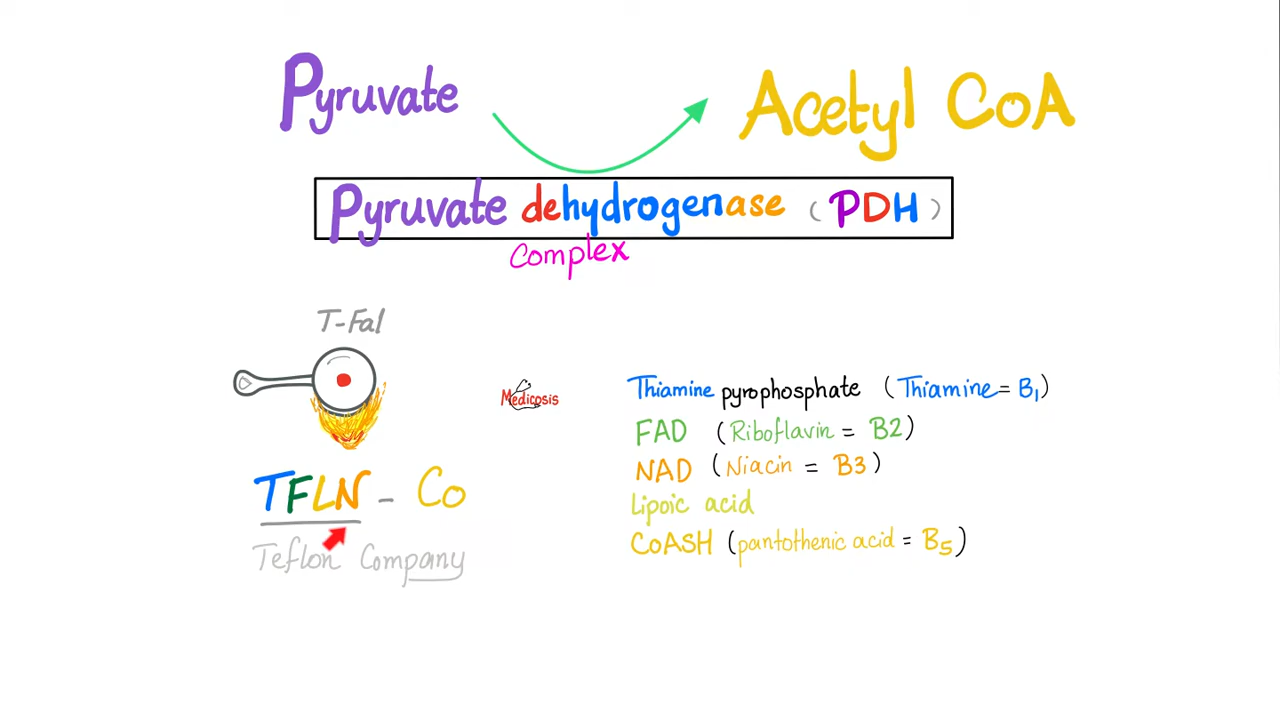 Pyruvate
Acetyl CoA
Pyruvate dehydrogenase (PDH)
Complex
T-Fal
Medicosis
Thiamine pyrophosphate (Thiamine = B1)
FAD (Riboflavin = B2)
NAD (Niacin = B3)
Lipoic acid
CoASH (pantothenic acid = B5)
TFLN - Co
Teflon Company